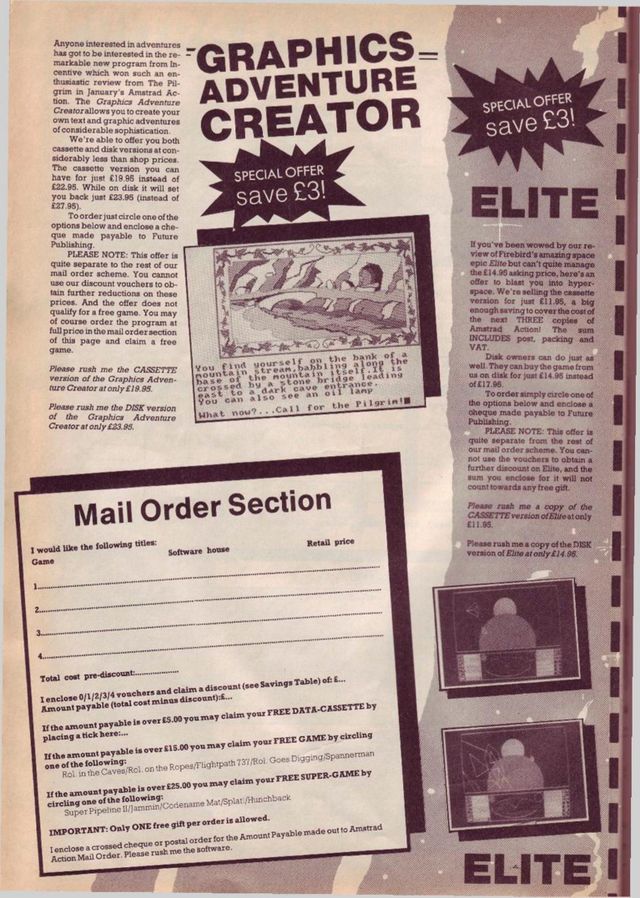 Anyone interested in adventures
has got to be interested in the re-
markable new program from In-
centive which won such an en-
thusiastic review from The Pil-
grim in January's Amstrad Ac-
tion. The Graphics Adventure
Creator allows you to create your
own text and graphic adventures
of considerable sophistication.
We're able to offer you both
cassette and disk versions at con-
siderably less than shop prices.
The cassette version you can
have for just £19.95 instead of
£22.95. While on disk it will set
you back just £23.95 (instead of
£27.95).
To order just circle one of the
options below and enclose a che-
que made payable to Future
Publishing.
PLEASE NOTE: This offer is
quite separate to the rest of our
mail order scheme. You cannot
use our discount vouchers to ob-
tain further reductions on these
prices. And the offer does not
qualify for a free game. You may
of course order the program at
full price in the mail order section
of this page and claim a free
game.
Please rush me the CASSETTE
version of the Graphics Adven-
ture Creator at only £19.95.
Please rush me the DISK version
of the Graphics Adventure
Creator at only £23.95.
GRAPHICS
ADVENTURE
CREATOR
SPECIAL OFFER
save £3!
You find yourself on the bank of a
mountain stream,babbling along the
base of the mountain itself.It is
crossed by a stone bridge leading
east to a dark cave entrance.
You can also see an oil lamp
What now?...Call for the Pilgrim!
SPECIAL OFFER
save £3!
ELITE
If you've been wowed by our re-
view of Firebird's amazing space
epic Elite but can't quite manage
the £14.95 asking price, here's an
offer to blast you into hyper-
space. We're selling the cassette
version for just £11.95, a big
enough saving to cover the cost of
the next THREE copies of
Amstrad Action! The sum
INCLUDES post, packing and
VAT.
Disk owners can do just as
well. They can buy the game from
us on disk for just £14.95 instead
of £17.95.
To order simply circle one of
the options below and enclose a
cheque made payable to Future
Publishing.
PLEASE NOTE: This offer is
quite separate from the rest of
our mail order scheme. You can-
not use the vouchers to obtain a
further discount on Elite, and the
sum you enclose for it will not
count towards any free gift.
Please rush me a copy of the
CASSETTE version of Elite at only
£11.95.
Please rush me a copy of the DISK
version of Elite at only £14.95.
Mail Order Section
I would like the following titles:
Game Software house Retail price
1.
2.
3.
4.
Total cost pre-discount:
I enclose 0/1/2/3/4 vouchers and claim a discount (see Savings Table) of: £...
Amount payable (total cost minus discount):£...
If the amount payable is over £5.00 you may claim your FREE DATA-CASSETTE by
placing a tick here:...
If the amount payable is over £15.00 you may claim your FREE GAME by circling
one of the following:
Rol. in the Caves/Rol. on the Ropes/Flightpath 737/Rol. Goes Digging/Spannerman
If the amount payable is over £25.00 you may claim your FREE SUPER-GAME by
circling one of the following:
Super Pipeline II/Jammin/Codename Mat/Splat!/Hunchback
IMPORTANT: Only ONE free gift per order is allowed.
I enclose a crossed cheque or postal order for the Amount Payable made out to Amstrad
Action Mail Order. Please rush me the software.
ELITE